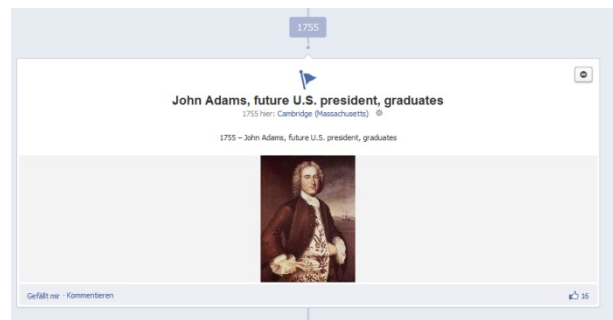 1755
John Adams, future U.S. president, graduates
1755 hier: Cambridge (Massachusetts)
1755 – John Adams, future U.S. president, graduates
Gefällt mir · Kommentieren
16